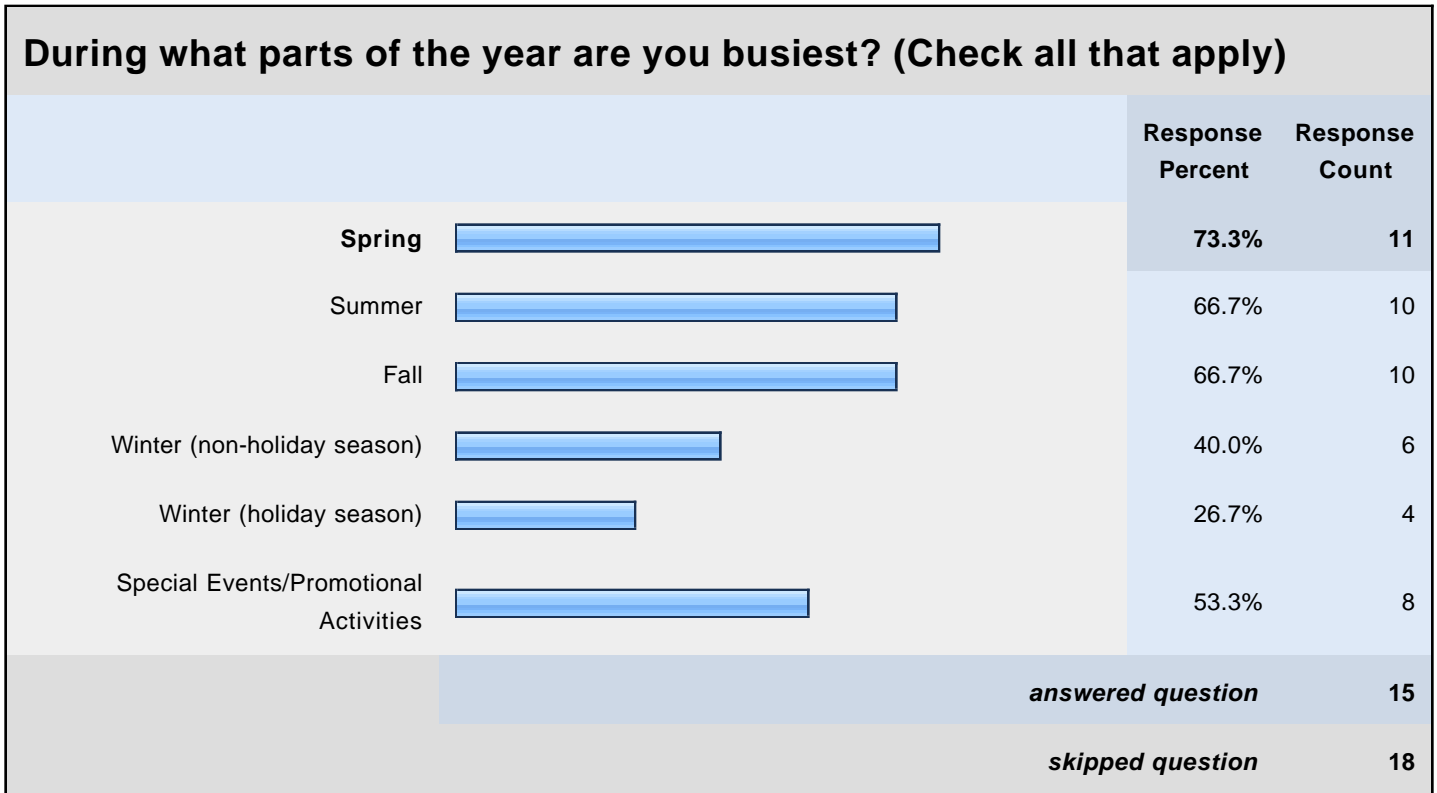 During what parts of the year are you busiest? (Check all that apply)
Response Percent
Response Count
Spring 73.3% 11
Summer 66.7% 10
Fall 66.7% 10
Winter (non-holiday season) 40.0% 6
Winter (holiday season) 26.7% 4
Special Events/Promotional
Activities 53.3% 8
answered question 15
skipped question 18